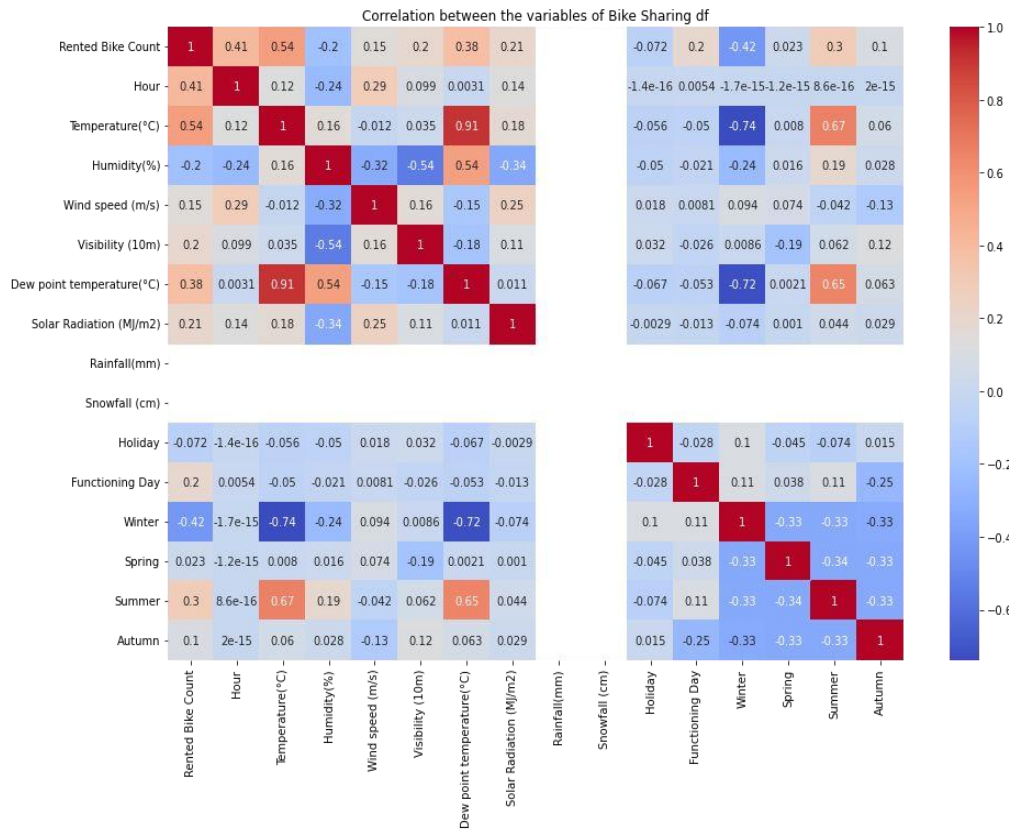 Correlation between the variables of Bike Sharing df
Rented Bike Count 1 0.41 0.54 -0.2 0.15 0.2 0.38 0.21 -0.072 0.2 -0.42 0.023 0.3 0.1
Hour 0.41 1 0.12 -0.24 0.29 0.099 0.0031 0.14 -1.4e-16 0.0054 -1.7e-15 -1.2e-15 8.6e-16 2e-15
Temperature(°C) 0.54 0.12 1 0.16 -0.012 0.035 0.91 0.18 -0.056 -0.05 -0.74 0.008 0.67 0.06
Humidity(%) -0.2 -0.24 0.16 1 -0.32 -0.54 0.54 -0.34 -0.05 -0.021 -0.24 0.016 0.19 0.028
Wind speed (m/s) 0.15 0.29 -0.012 -0.32 1 0.16 -0.15 0.25 0.018 0.0081 0.094 0.074 -0.042 -0.13
Visibility (10m) 0.2 0.099 0.035 -0.54 0.16 1 -0.18 0.11 0.032 -0.026 0.0086 -0.19 0.062 0.12
Dew point temperature(°C) 0.38 0.0031 0.91 0.54 -0.15 -0.18 1 0.011 -0.067 -0.053 -0.72 0.0021 0.65 0.063
Solar Radiation (MJ/m2) 0.21 0.14 0.18 -0.34 0.25 0.11 0.011 1 -0.0029 -0.013 -0.074 0.001 0.044 0.029
Rainfall(mm)
Snowfall (cm)
Holiday -0.072 -1.4e-16 -0.056 -0.05 0.018 0.032 -0.067 -0.0029 1 -0.028 0.1 -0.045 -0.074 0.015
Functioning Day 0.2 0.0054 -0.05 -0.021 0.0081 -0.026 -0.053 -0.013 -0.028 1 0.11 0.038 0.11 -0.25
Winter -0.42 -1.7e-15 -0.74 -0.24 0.094 0.0086 -0.72 -0.074 0.1 0.11 1 -0.33 -0.33 -0.33
Spring 0.023 -1.2e-15 0.008 0.016 0.074 -0.19 0.0021 0.001 -0.045 0.038 -0.33 1 -0.34 -0.33
Summer 0.3 8.6e-16 0.67 0.19 -0.042 0.062 0.65 0.044 -0.074 0.11 -0.33 -0.34 1 -0.33
Autumn 0.1 2e-15 0.06 0.028 -0.13 0.12 0.063 0.029 0.015 -0.25 -0.33 -0.33 -0.33 1
Rented Bike Count
Hour
Temperature(°C)
Humidity(%)
Wind speed (m/s)
Visibility (10m)
Dew point temperature(°C)
Solar Radiation (MJ/m2)
Rainfall(mm)
Snowfall (cm)
Holiday
Functioning Day
Winter
Spring
Summer
Autumn
1.0
0.8
0.6
0.4
0.2
0.0
−0.2
−0.4
−0.6